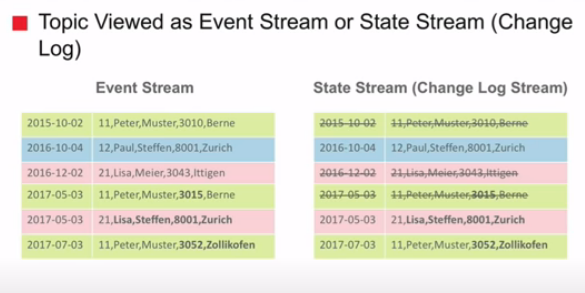 Topic Viewed as Event Stream or State Stream (Change
Log)
Event Stream
2015-10-02 11,Peter,Muster,3010,Berne
2016-10-04 12,Paul,Steffen,8001,Zurich
2016-12-02 21,Lisa,Meier,3043,Ittigen
2017-05-03 11,Peter,Muster,3015,Berne
2017-05-03 21,Lisa,Steffen,8001,Zurich
2017-07-03 11,Peter,Muster,3052,Zollikofen
State Stream (Change Log Stream)
2015-10-02 11,Peter,Muster,3010,Berne
2016-10-04 12,Paul,Steffen,8001,Zurich
2016-12-02 21,Lisa,Meier,3043,Ittigen
2017-05-03 11,Peter,Muster,3015,Berne
2017-05-03 21,Lisa,Steffen,8001,Zurich
2017-07-03 11,Peter,Muster,3052,Zollikofen